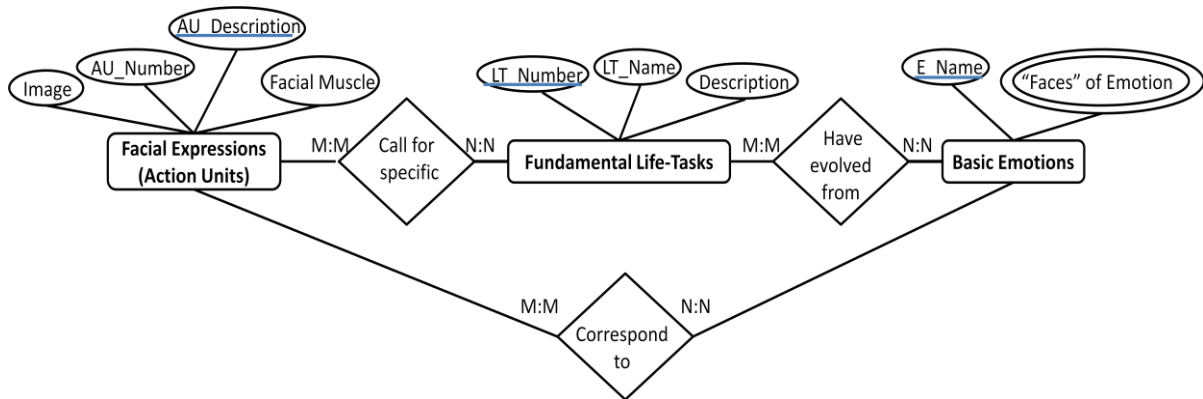 AU_Description
AU_Number
Image
Facial Muscle
LT_Number
LT_Name
Description
E_Name
“Faces” of Emotion
Facial Expressions
(Action Units)
M:M
Call for
specific
N:N
Fundamental Life-Tasks
M:M
Have
evolved
from
N:N
Basic Emotions
M:M
Correspond
to
N:N